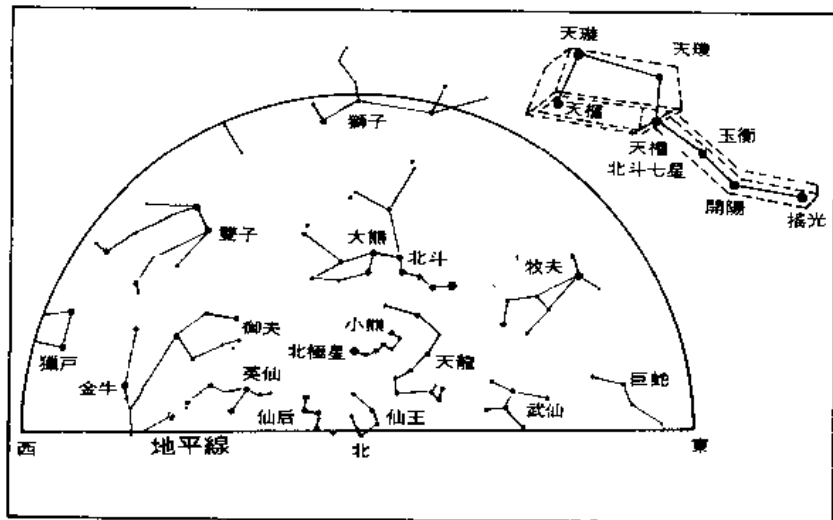 天璇
天璣
天樞
天權
玉衡
北斗七星
開陽
搖光
獅子
雙子
大熊
北斗
牧夫
獵戶
御夫
小熊
北極星
天龍
金牛
英仙
仙后
仙王
武仙
巨蛇
西
地平線
北
東